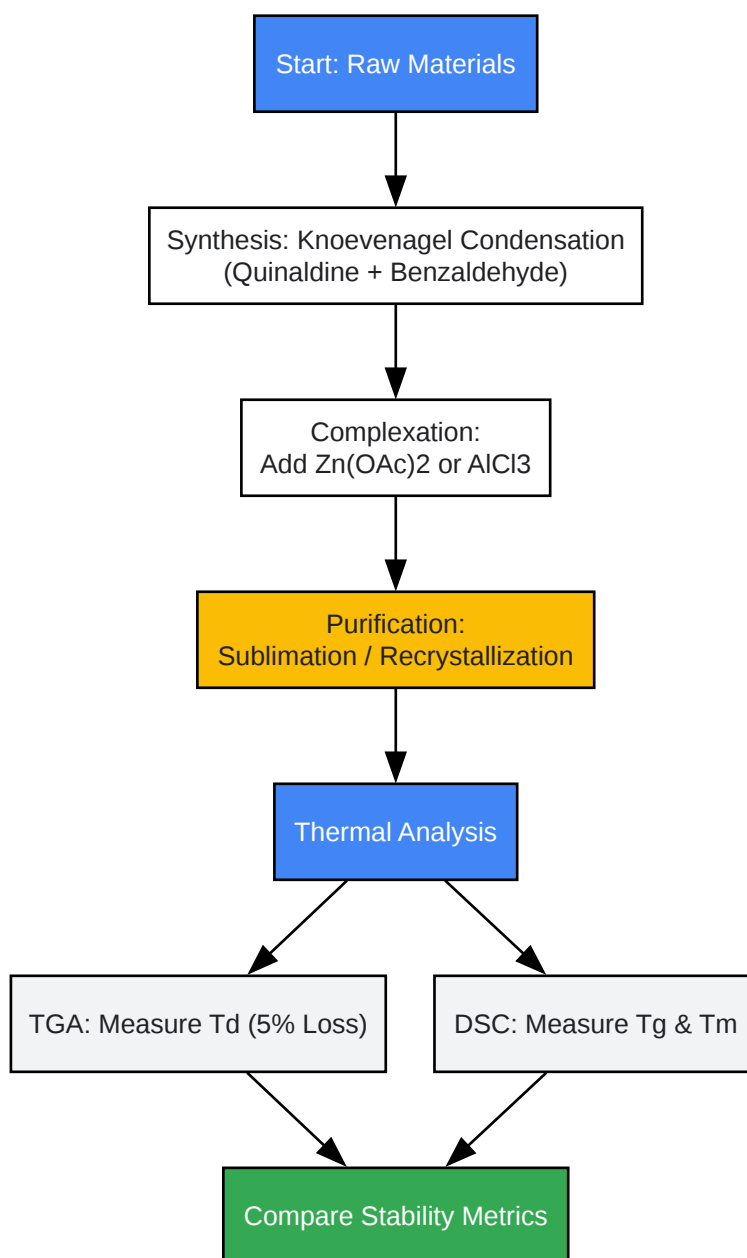 Start: Raw Materials
Synthesis: Knoevenagel Condensation
(Quinaldine + Benzaldehyde)
Complexation:
Add Zn(OAc)2 or AlCl3
Purification:
Sublimation / Recrystallization
Thermal Analysis
TGA: Measure Td (5% Loss)
DSC: Measure Tg & Tm
Compare Stability Metrics